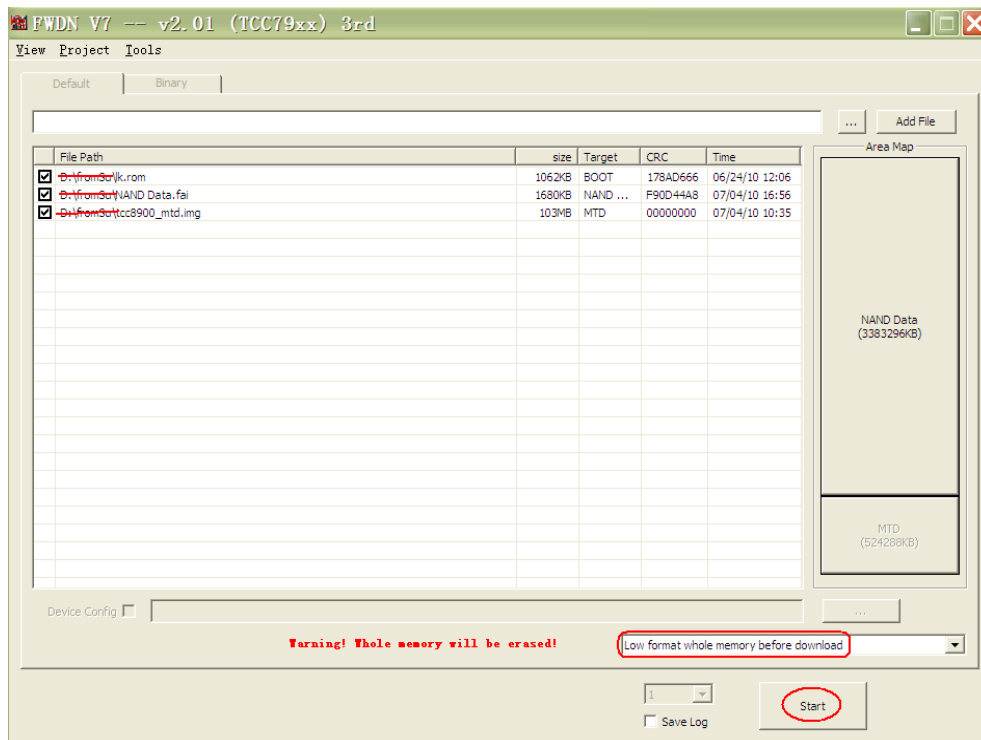 FWDN V7 -- v2.01 (TCC79xx) 3rd
View Project Tools
Default Binary
... Add File
Area Map
File Path size Target CRC Time
D:\fromSu\lk.rom 1062KB BOOT 178AD666 06/24/10 12:06
D:\fromSu\NAND Data.fai 1680KB NAND ... F90D44A8 07/04/10 16:56
D:\fromSu\tcc8900_mtd.img 103MB MTD 00000000 07/04/10 10:35
NAND Data
(3383296KB)
MTD
(524288KB)
Device Config ...
Warning! Whole memory will be erased!
Low format whole memory before download
1
Start
Save Log